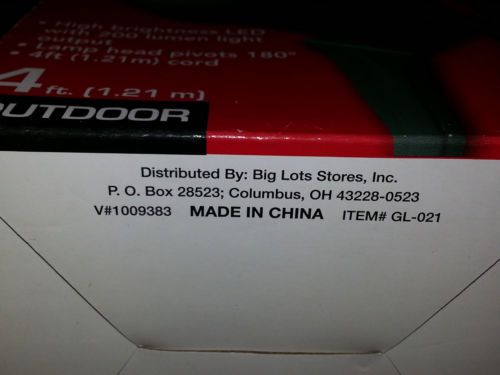 • High brightness LED
with 200 lumen light
output
• Lamp head pivots 180°
• 4ft (1.21m) cord
4ft. (1.21 m)
OUTDOOR
Distributed By: Big Lots Stores, Inc.
P. O. Box 28523; Columbus, OH 43228-0523
V#1009383 MADE IN CHINA ITEM# GL-021